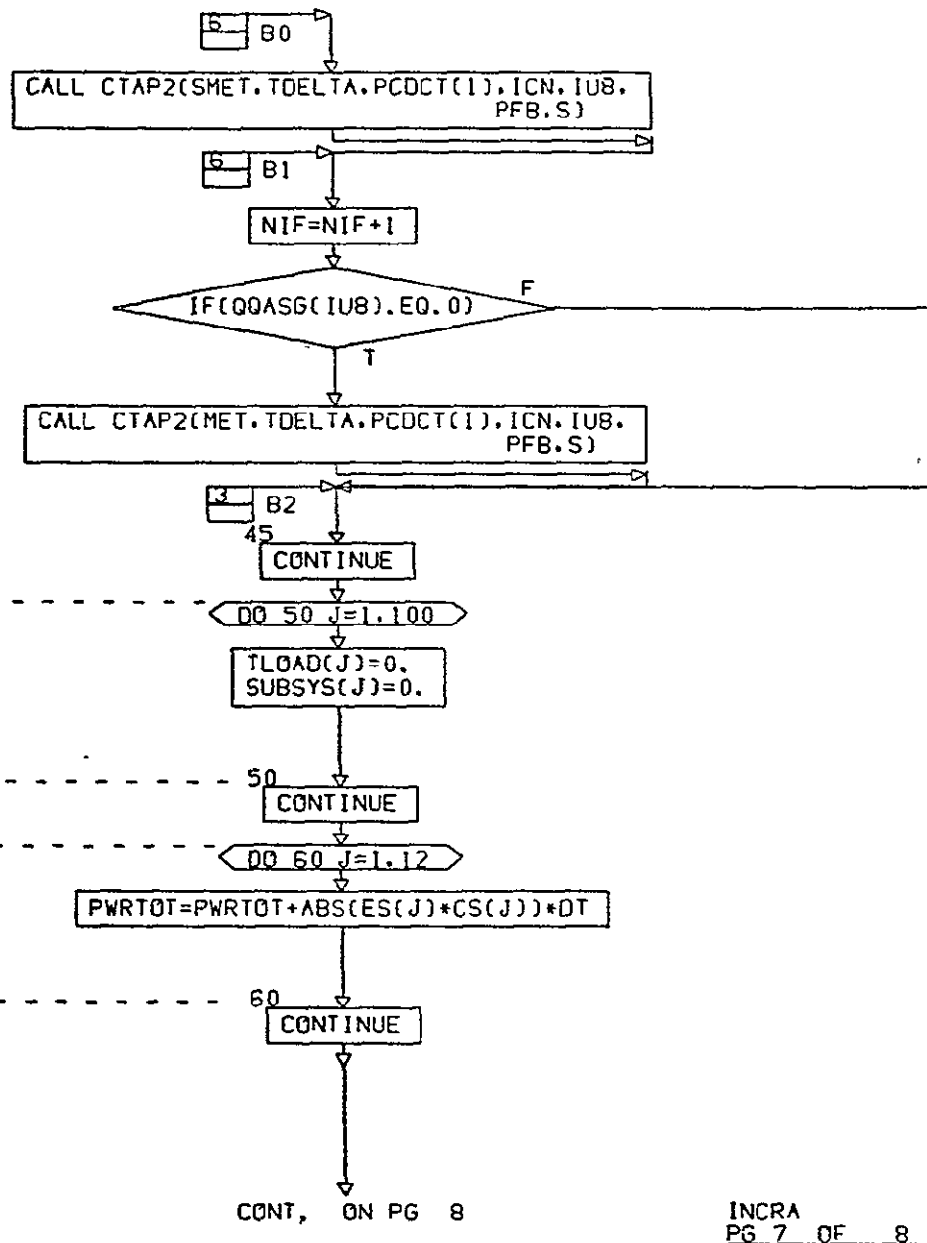 6 B0
CALL CTAP2(SMET.TDELTA.PCDCT(1).ICN.IU8.
PFB.S)
6 B1
NIF=NIF+1
IF(QQASG(IU8).EQ.0)
F
T
CALL CTAP2(MET.TDELTA.PCDCT(1).ICN.IU8.
PFB.S)
3 B2
45
CONTINUE
DO 50 J=1.100
TLOAD(J)=0.
SUBSYS(J)=0.
50
CONTINUE
DO 60 J=1.12
PWRTOT=PWRTOT+ABS(ES(J)*CS(J))*DT
60
CONTINUE
CONT, ON PG 8
INCRA
PG 7 OF 8